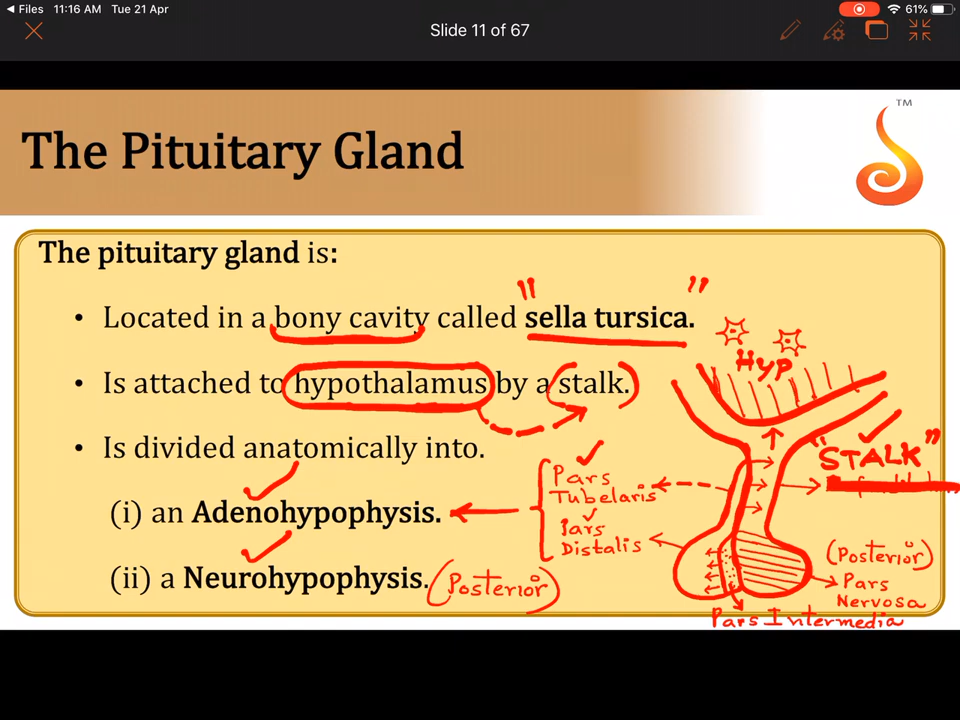 Files 11:16 AM Tue 21 Apr 61%
Slide 11 of 67
TM
The Pituitary Gland
The pituitary gland is:
• Located in a bony cavity called "sella tursica."
Hyp
• Is attached to hypothalamus by a stalk.
"STALK"
• Is divided anatomically into.
Pars
Tubelaris
(i) an Adenohypophysis.
Pars
Distalis
(Posterior)
(ii) a Neurohypophysis. (Posterior)
Pars
Nervosa
Pars Intermedia